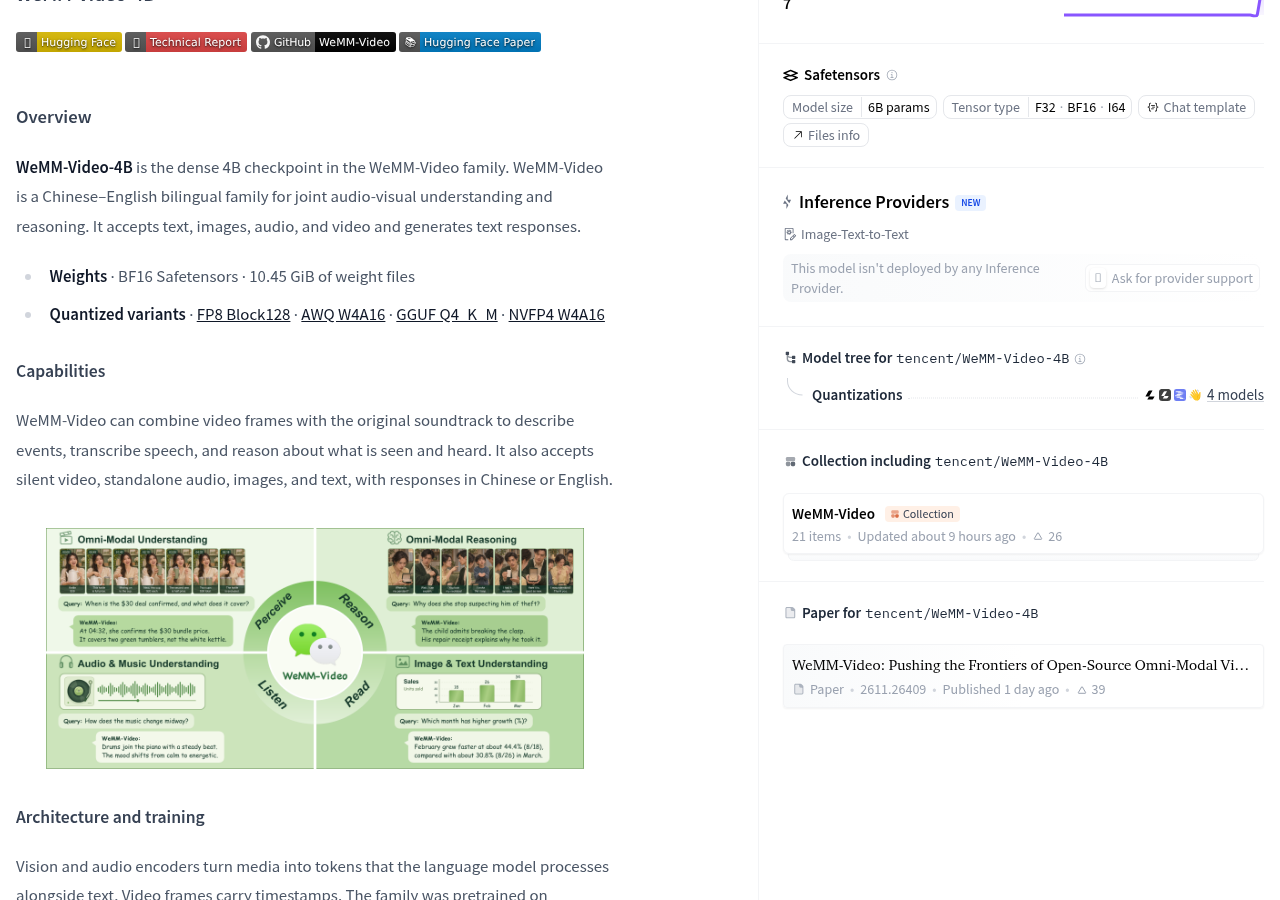 Hugging Face Technical Report GitHub WeMM-Video Hugging Face Paper
Overview
WeMM-Video-4B is the dense 4B checkpoint in the WeMM-Video family. WeMM-Video
is a Chinese–English bilingual family for joint audio-visual understanding and
reasoning. It accepts text, images, audio, and video and generates text responses.
Weights · BF16 Safetensors · 10.45 GiB of weight files
Quantized variants · FP8 Block128 · AWQ W4A16 · GGUF Q4_K_M · NVFP4 W4A16
Capabilities
WeMM-Video can combine video frames with the original soundtrack to describe
events, transcribe speech, and reason about what is seen and heard. It also accepts
silent video, standalone audio, images, and text, with responses in Chinese or English.
Omni-Modal Understanding
Query: When is the $30 deal confirmed, and what does it cover?
WeMM-Video:
At 04:32, she confirms the $30 bundle price.
It covers two green tumblers, not the white kettle.
Omni-Modal Reasoning
Query: Why does she stop suspecting him of theft?
WeMM-Video:
The child admits breaking the clasp.
His repair receipt explains why he took it.
Perceive
Reason
Listen
Read
WeMM-Video
Audio & Music Understanding
Query: How does the music change midway?
WeMM-Video:
Drums join the piano with a steady beat.
The mood shifts from calm to energetic.
Image & Text Understanding
Sales
Units sold
Jan Feb Mar
Query: Which month has higher growth (%)?
WeMM-Video:
February grew faster at about 44.4% (8/18),
compared with about 30.8% (8/26) in March.
Architecture and training
Vision and audio encoders turn media into tokens that the language model processes
alongside text. Video frames carry timestamps. The family was pretrained on
7
Safetensors
Model size 6B params Tensor type F32 · BF16 · I64 Chat template
Files info
Inference Providers NEW
Image-Text-to-Text
This model isn't deployed by any Inference
Provider.
Ask for provider support
Model tree for tencent/WeMM-Video-4B
Quantizations 4 models
Collection including tencent/WeMM-Video-4B
WeMM-Video Collection
21 items • Updated about 9 hours ago • 26
Paper for tencent/WeMM-Video-4B
WeMM-Video: Pushing the Frontiers of Open-Source Omni-Modal Vi…
Paper • 2611.26409 • Published 1 day ago • 39